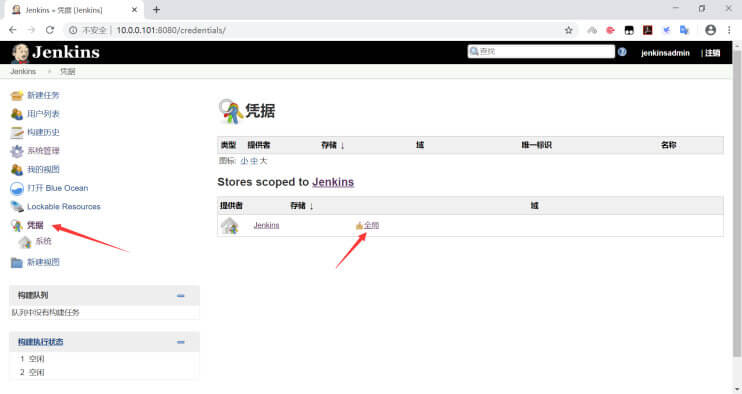 Jenkins » 凭据 [Jenkins]
不安全 | 10.0.0.101:8080/credentials/
Jenkins 查找 jenkinsadmin | 注销
Jenkins 凭据
新建任务
用户列表
构建历史
系统管理
我的视图
打开 Blue Ocean
Lockable Resources
凭据
系统
新建视图
构建队列
队列中没有构建任务
构建执行状态
1 空闲
2 空闲
凭据
类型 提供者 存储 ↓ 域 唯一标识 名称
图标: 小 中 大
Stores scoped to Jenkins
提供者 存储 ↓ 域
Jenkins 全局